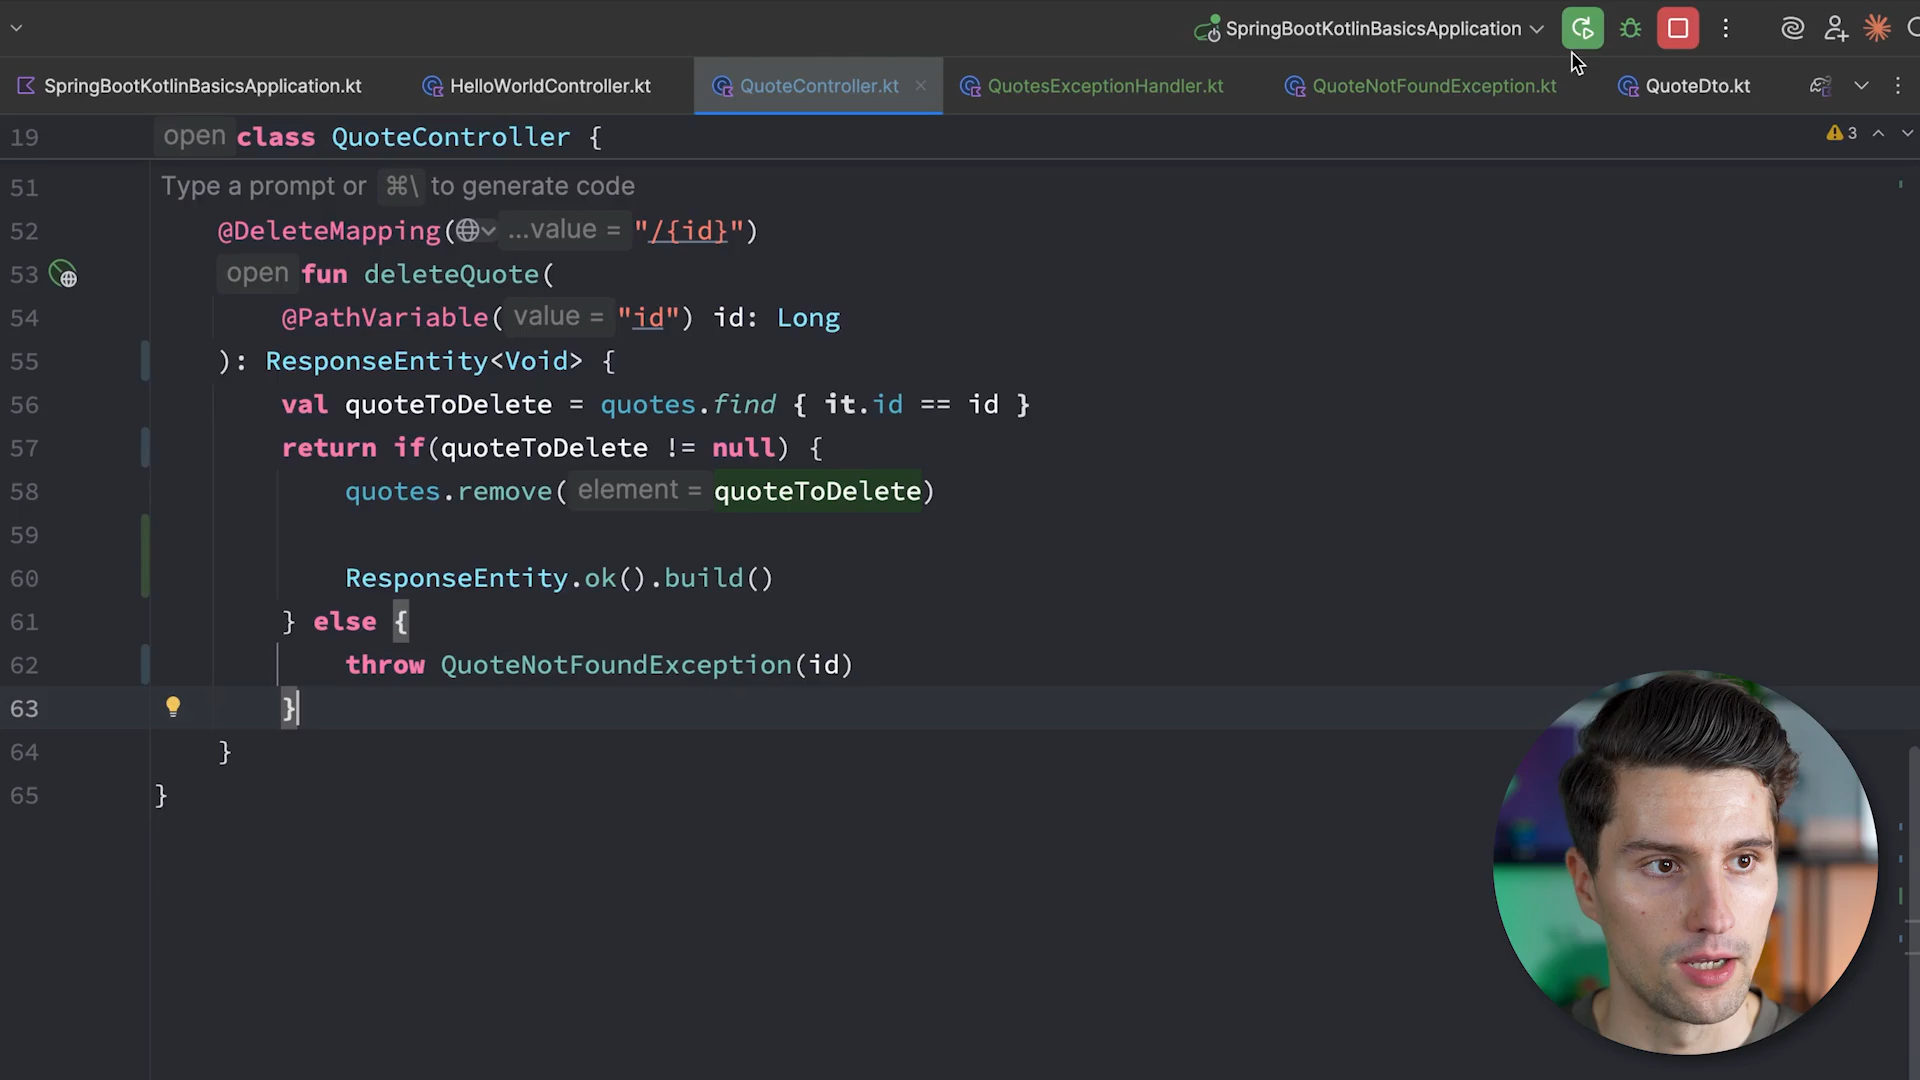 SpringBootKotlinBasicsApplication
SpringBootKotlinBasicsApplication.kt HelloWorldController.kt QuoteController.kt QuotesExceptionHandler.kt QuoteNotFoundException.kt QuoteDto.kt
19 open class QuoteController { 3
51 Type a prompt or ⌘\ to generate code
52 @DeleteMapping( ...value = "/{id}")
53 open fun deleteQuote(
54 @PathVariable( value = "id") id: Long
55 ): ResponseEntity<Void> {
56 val quoteToDelete = quotes.find { it.id == id }
57 return if(quoteToDelete != null) {
58 quotes.remove( element = quoteToDelete)
59
60 ResponseEntity.ok().build()
61 } else {
62 throw QuoteNotFoundException(id)
63 }
64 }
65 }